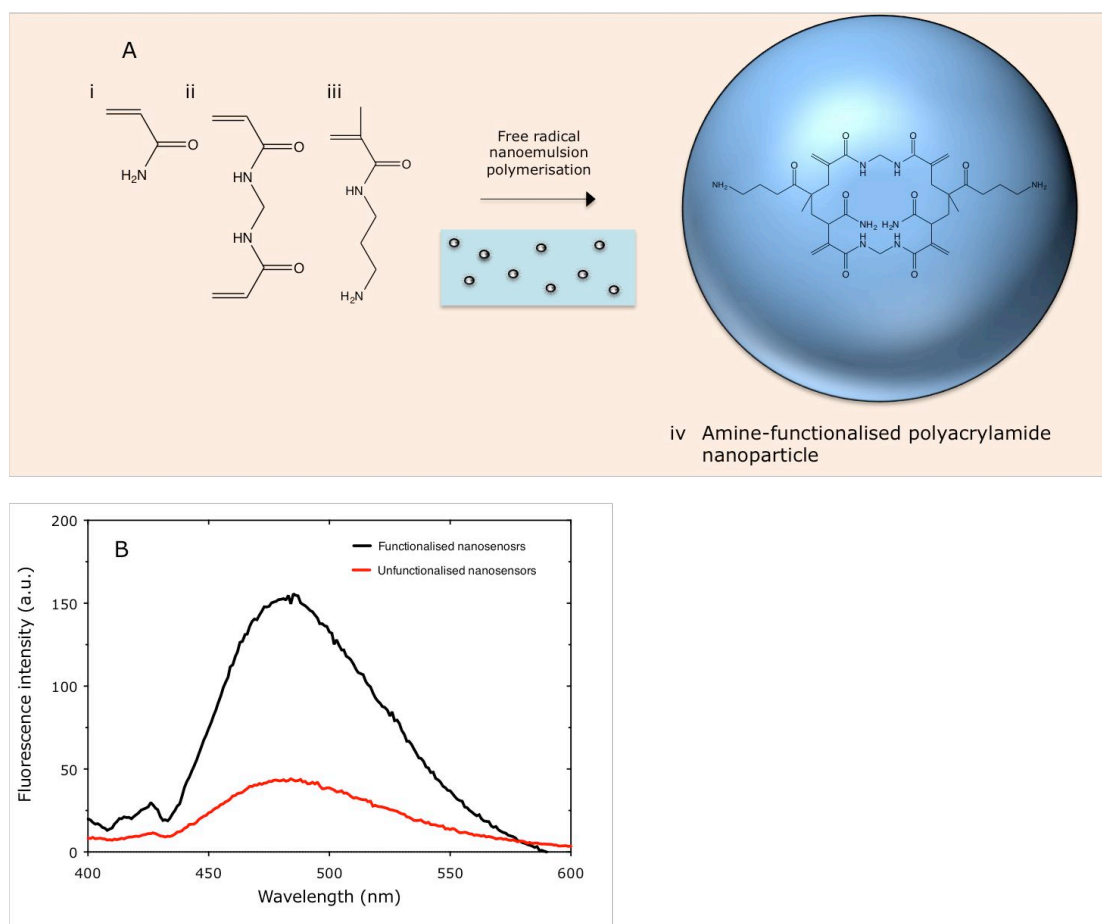 A
i
ii
iii
O
H₂N
O
HN
HN
O
O
HN
H₂N
Free radical
nanoemulsion
polymerisation
O
O
N
H
N
H
O
O
NH₂
NH₂
O
O
NH₂
H₂N
H
N
H
N
O
O
iv Amine-functionalised polyacrylamide
nanoparticle
B
Functionalised nanosenosrs
Unfunctionalised nanosensors
200
150
100
50
0
400
450
500
550
600
Fluorescence intensity (a.u.)
Wavelength (nm)